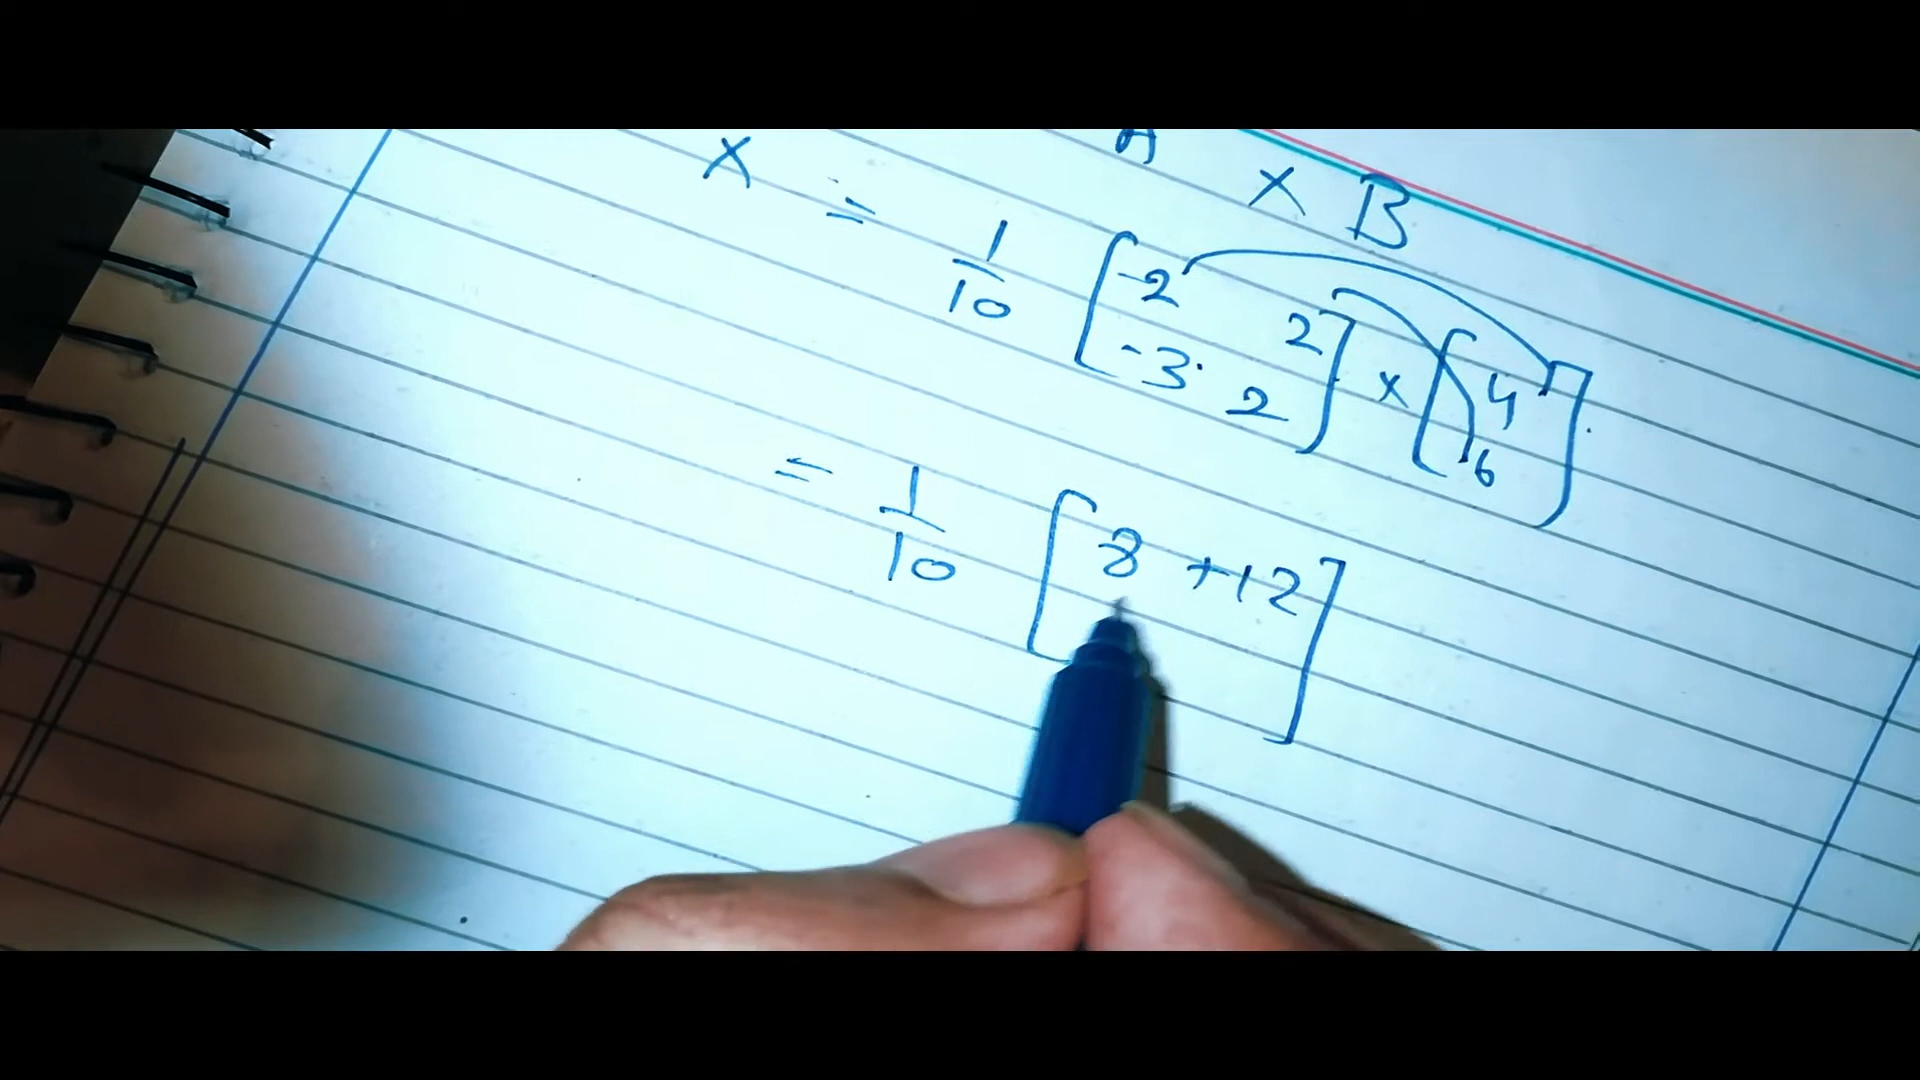 A
x = × B
1/10 [-2 2] × [4]
[-3 2] [6]
= 1/10 [8 +12]